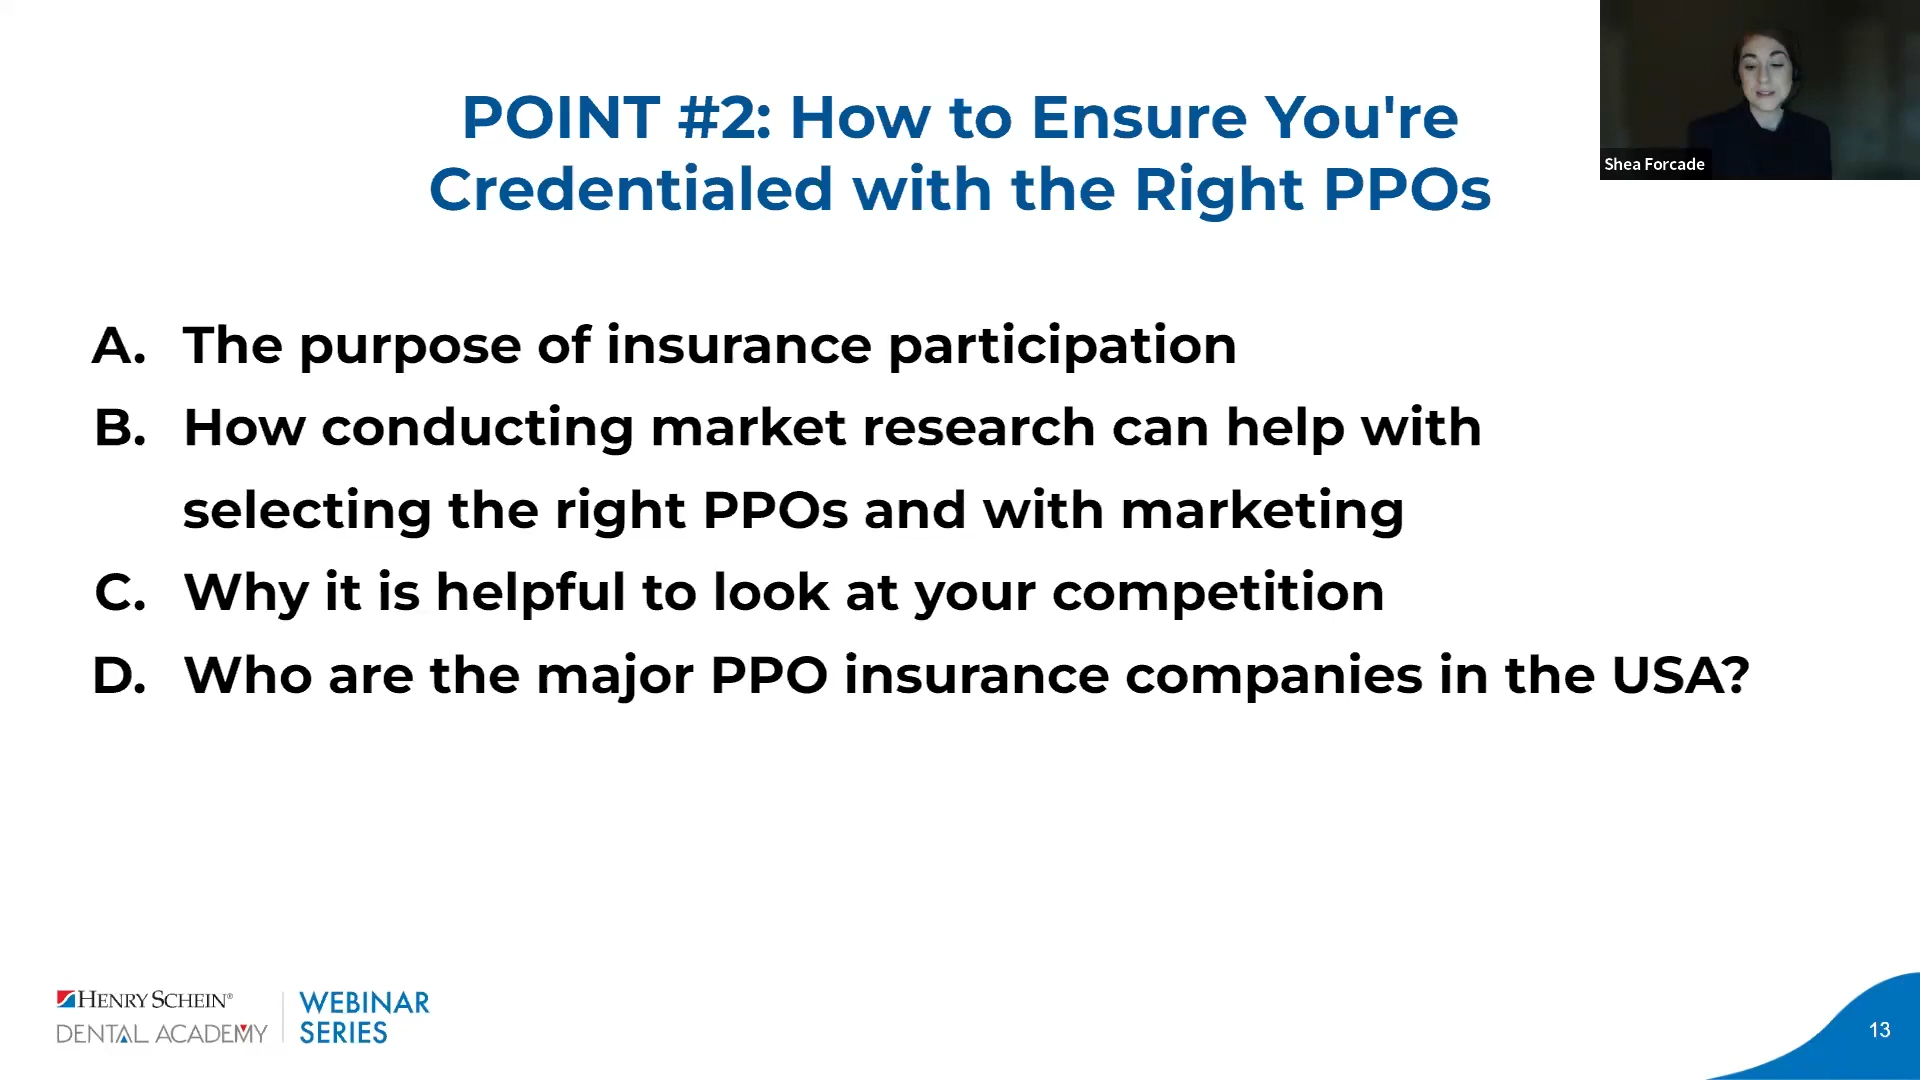 POINT #2: How to Ensure You're
Credentialed with the Right PPOs
Shea Forcade
A. The purpose of insurance participation
B. How conducting market research can help with
selecting the right PPOs and with marketing
C. Why it is helpful to look at your competition
D. Who are the major PPO insurance companies in the USA?
HENRY SCHEIN®
DENTAL ACADEMY
WEBINAR
SERIES
13